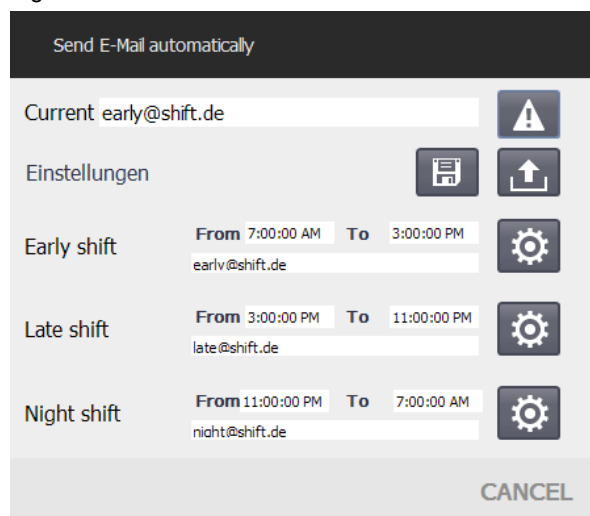 Send E-Mail automatically
Current early@shift.de
Einstellungen
Early shift
From 7:00:00 AM To 3:00:00 PM
early@shift.de
Late shift
From 3:00:00 PM To 11:00:00 PM
late@shift.de
Night shift
From 11:00:00 PM To 7:00:00 AM
night@shift.de
CANCEL